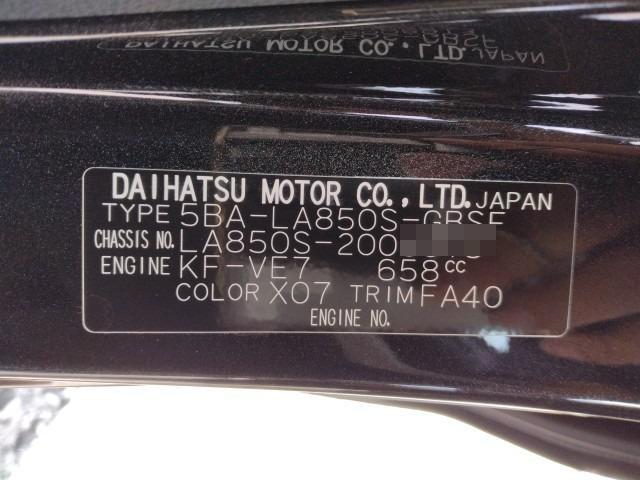 DAIHATSU MOTOR CO., LTD. JAPAN
TYPE 5BA-LA850S-GBSF
CHASSIS NO. LA850S-200
ENGINE KF-VE7 658cc
COLOR X07 TRIM FA40
ENGINE NO.